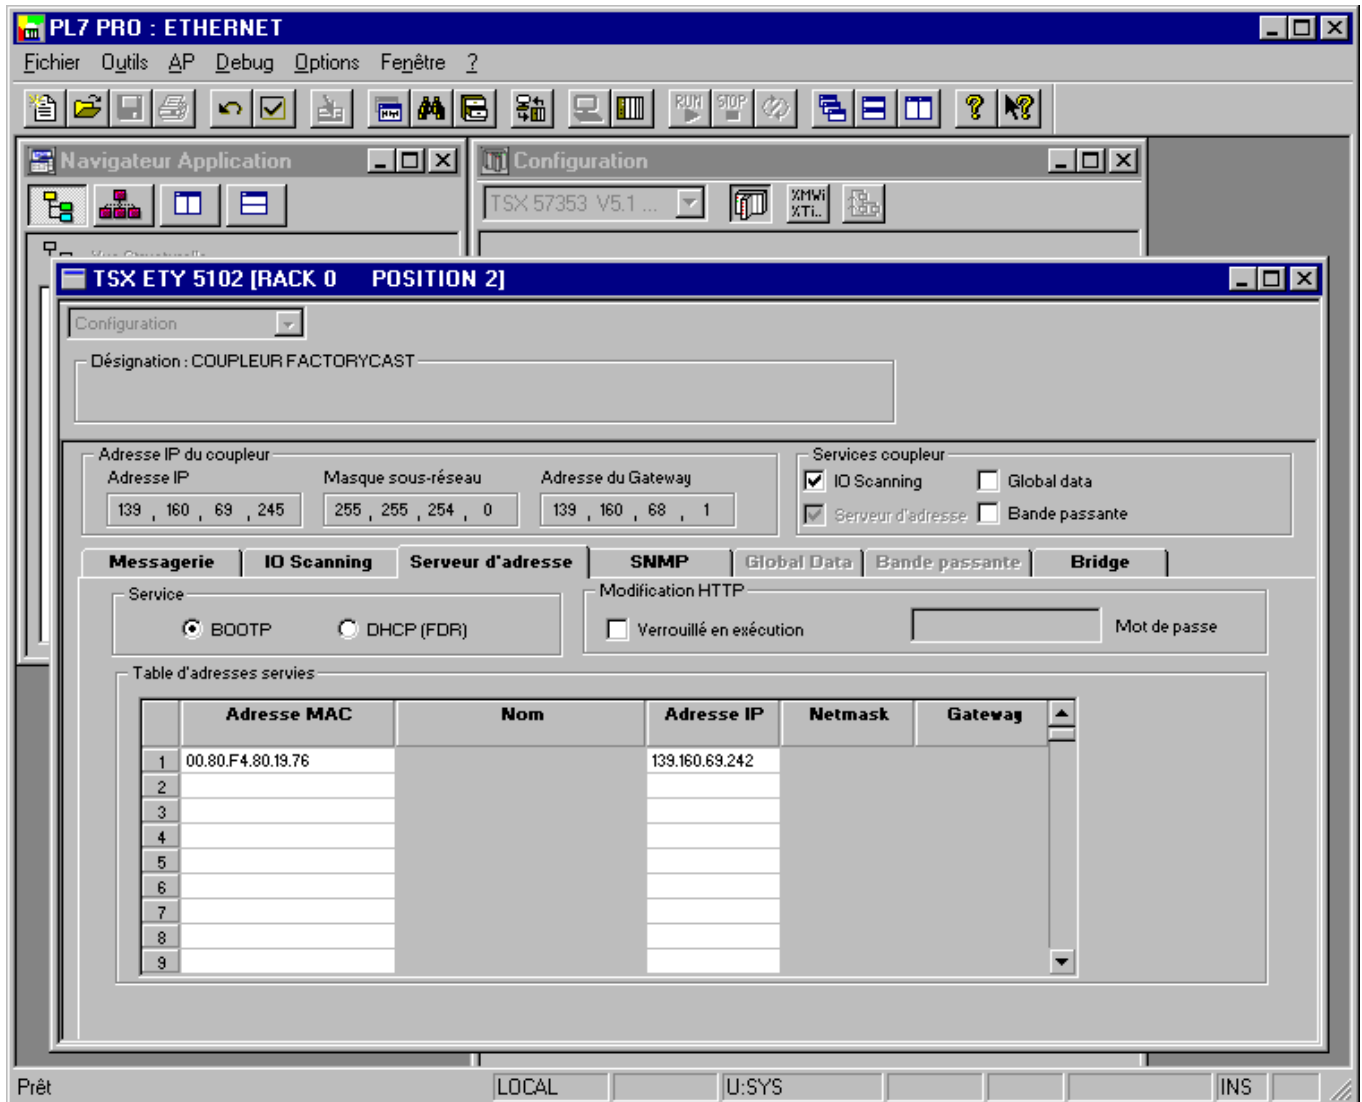 PL7 PRO : ETHERNET
Fichier Outils AP Debug Options Fenêtre ?
RUN STOP
Navigateur Application
Configuration
TSX 57353 V5.1 ...
%MWi
%Ti..
Vue Structurelle
TSX ETY 5102 [RACK 0 POSITION 2]
Configuration
Désignation : COUPLEUR FACTORYCAST
Adresse IP du coupleur
Services coupleur
Adresse IP Masque sous-réseau Adresse du Gateway
IO Scanning Global data
139 , 160 , 69 , 245 255 , 255 , 254 , 0 139 , 160 , 68 , 1
Serveur d'adresse Bande passante
Messagerie IO Scanning Serveur d'adresse SNMP Global Data Bande passante Bridge
Service
Modification HTTP
BOOTP DHCP (FDR)
Verrouillé en exécution Mot de passe
Table d'adresses servies
Adresse MAC Nom Adresse IP Netmask Gateway
1 00.80.F4.80.19.76 139.160.69.242
2
3
4
5
6
7
8
9
Prêt LOCAL U:SYS INS